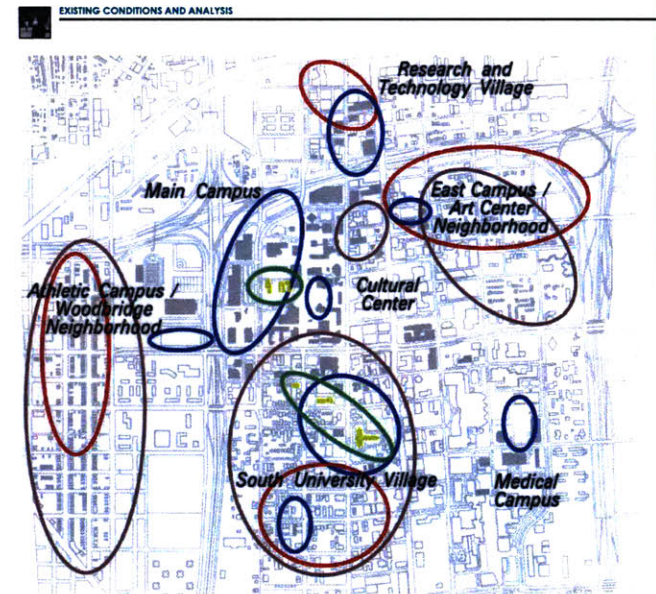 EXISTING CONDITIONS AND ANALYSIS
Research and
Technology Village
Main Campus
East Campus /
Art Center
Neighborhood
Athletic Campus /
Woodbridge
Neighborhood
Cultural
Center
South University Village
Medical
Campus